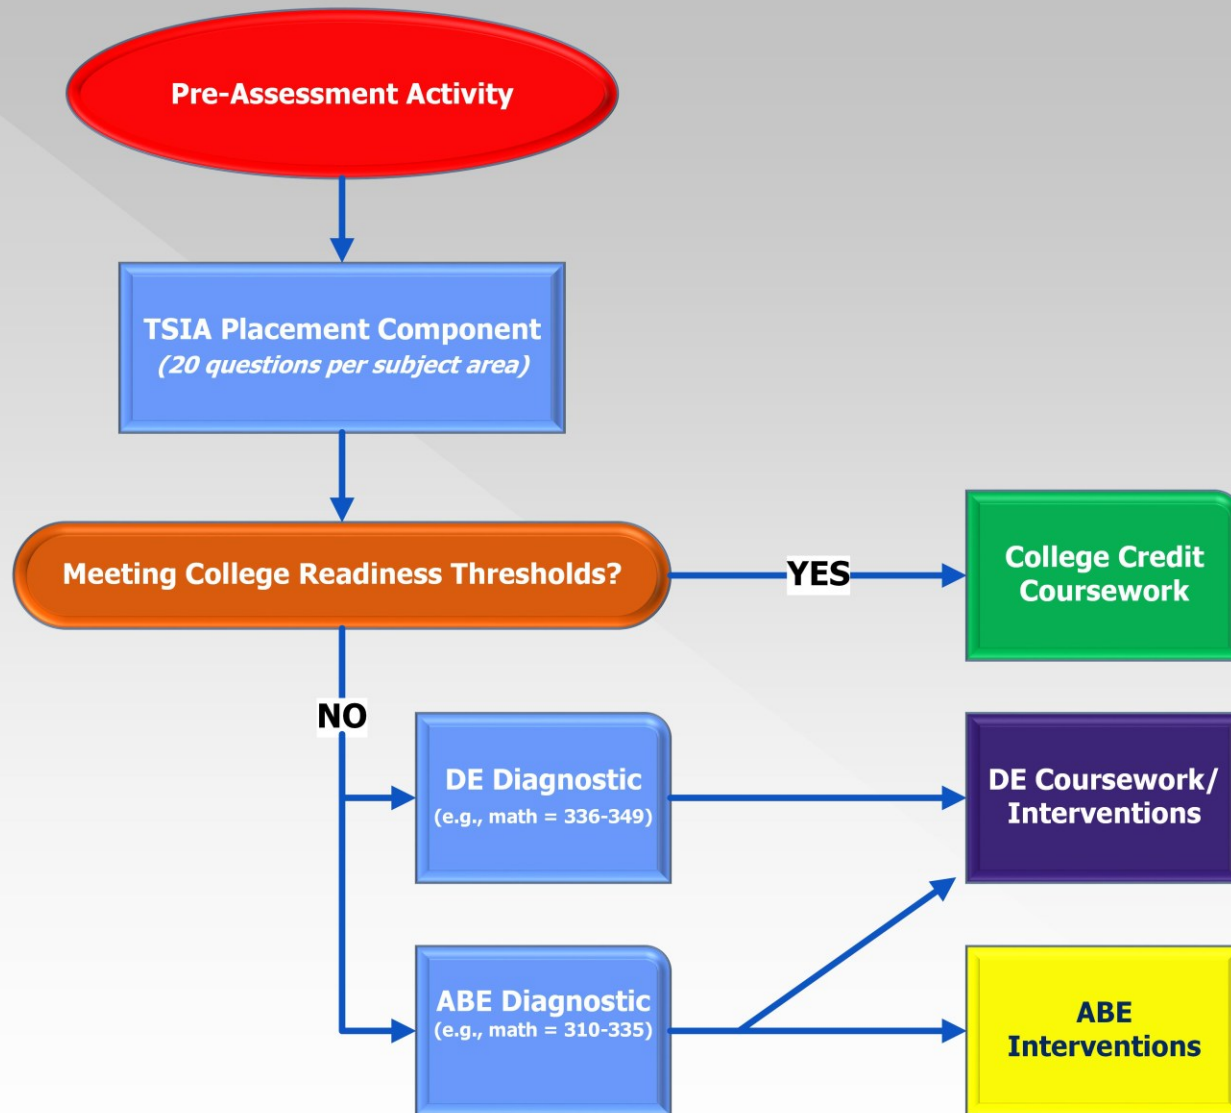 Pre-Assessment Activity
TSIA Placement Component
(20 questions per subject area)
Meeting College Readiness Thresholds?
YES
College Credit
Coursework
NO
DE Diagnostic
(e.g., math = 336-349)
DE Coursework/
Interventions
ABE Diagnostic
(e.g., math = 310-335)
ABE
Interventions